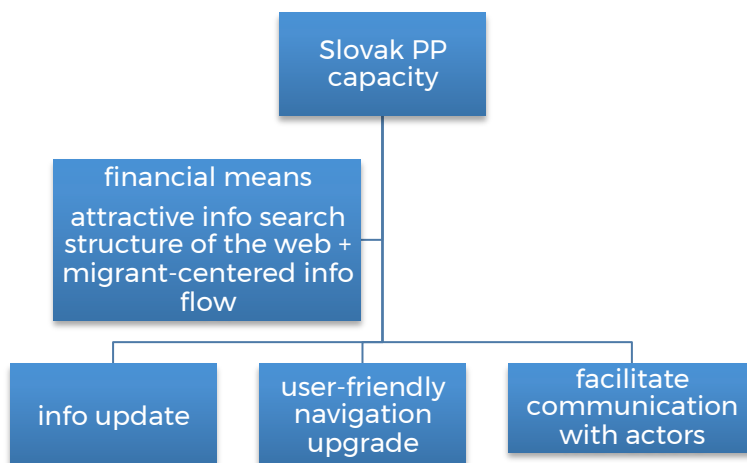 Slovak PP
capacity
financial means
attractive info search
structure of the web +
migrant-centered info
flow
info update
user-friendly
navigation
upgrade
facilitate
communication
with actors